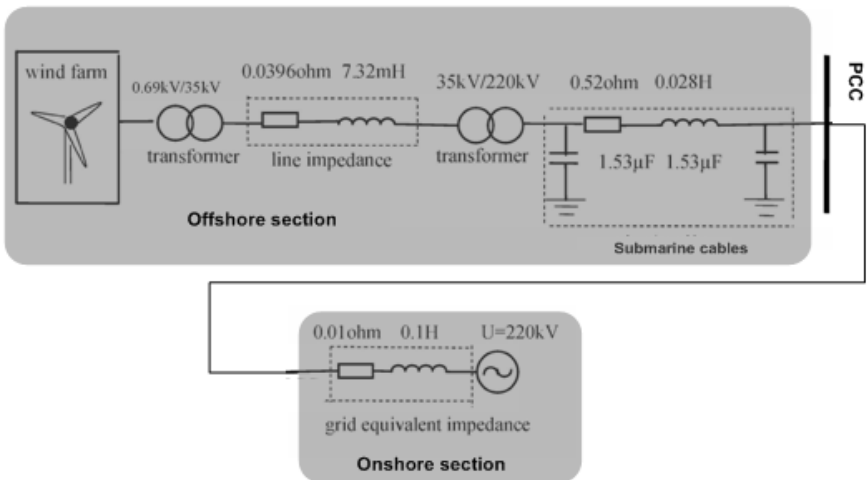 wind farm
0.69kV/35kV
transformer
0.0396ohm 7.32mH
line impedance
35kV/220kV
transformer
0.52ohm 0.028H
1.53μF 1.53μF
Submarine cables
Offshore section
PCC
0.01ohm 0.1H U=220kV
grid equivalent impedance
Onshore section